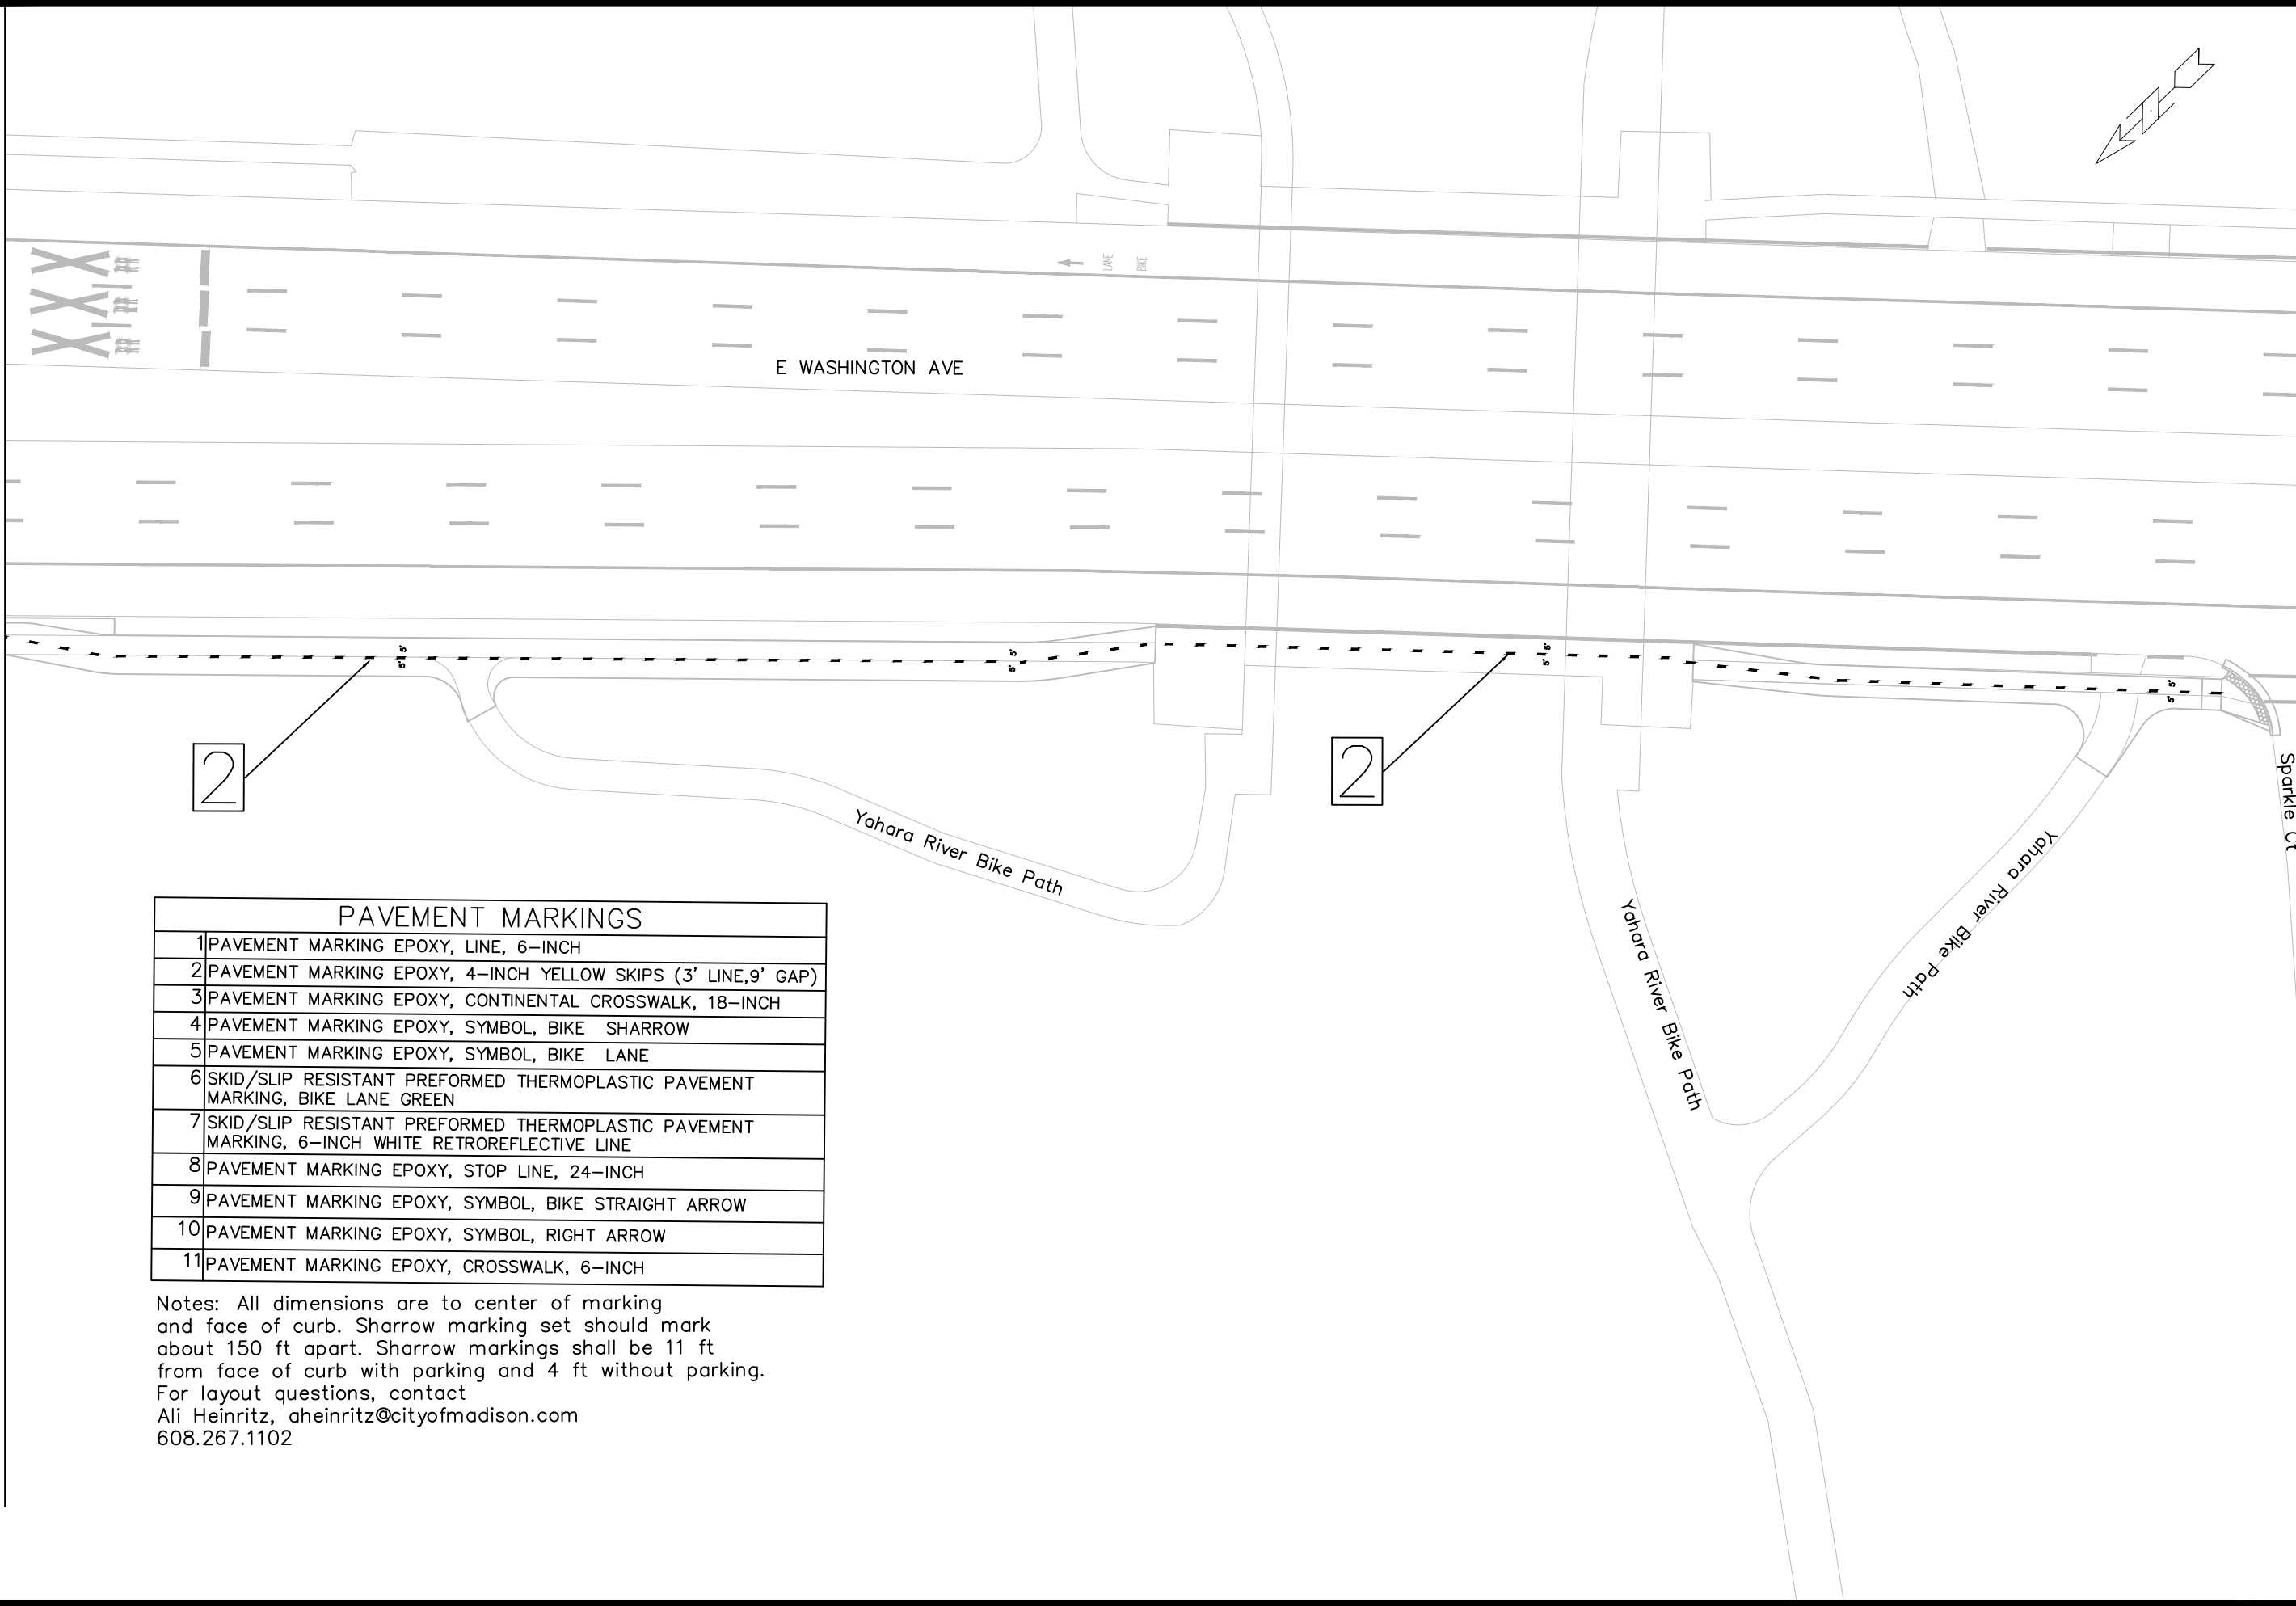 LANE
BIKE
E WASHINGTON AVE
5' 5'
5' 5'
5' 5'
5' 5'
2
2
Sparkle Ct
Yahara River Bike Path
Yahara River Bike Path
Yahara River Bike Path
PAVEMENT MARKINGS
1 PAVEMENT MARKING EPOXY, LINE, 6-INCH
2 PAVEMENT MARKING EPOXY, 4-INCH YELLOW SKIPS (3' LINE,9' GAP)
3 PAVEMENT MARKING EPOXY, CONTINENTAL CROSSWALK, 18-INCH
4 PAVEMENT MARKING EPOXY, SYMBOL, BIKE SHARROW
5 PAVEMENT MARKING EPOXY, SYMBOL, BIKE LANE
6 SKID/SLIP RESISTANT PREFORMED THERMOPLASTIC PAVEMENT
MARKING, BIKE LANE GREEN
7 SKID/SLIP RESISTANT PREFORMED THERMOPLASTIC PAVEMENT
MARKING, 6-INCH WHITE RETROREFLECTIVE LINE
8 PAVEMENT MARKING EPOXY, STOP LINE, 24-INCH
9 PAVEMENT MARKING EPOXY, SYMBOL, BIKE STRAIGHT ARROW
10 PAVEMENT MARKING EPOXY, SYMBOL, RIGHT ARROW
11 PAVEMENT MARKING EPOXY, CROSSWALK, 6-INCH
Notes: All dimensions are to center of marking
and face of curb. Sharrow marking set should mark
about 150 ft apart. Sharrow markings shall be 11 ft
from face of curb with parking and 4 ft without parking.
For layout questions, contact
Ali Heinritz, aheinritz@cityofmadison.com
608.267.1102